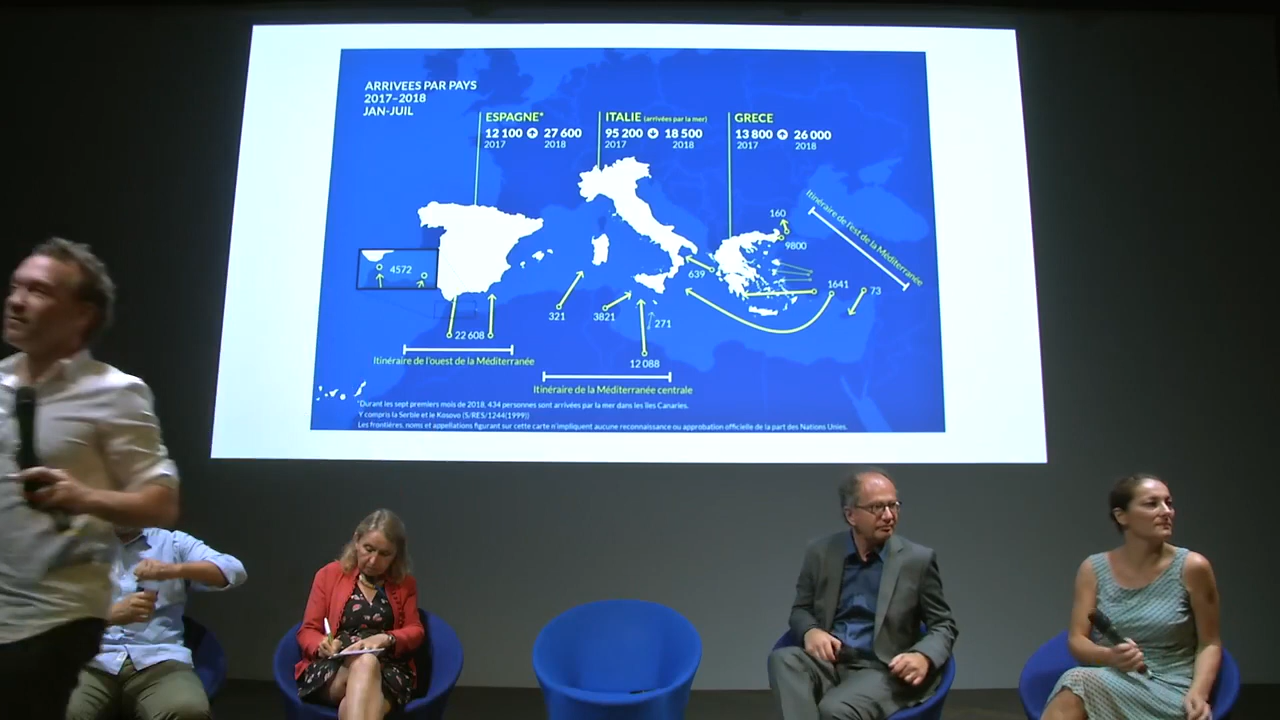 ARRIVEES PAR PAYS
2017–2018
JAN-JUIL
ESPAGNE*
12 100 27 600
2017 2018
ITALIE (arrivées par la mer)
95 200 18 500
2017 2018
GRECE
13 800 26 000
2017 2018
Itinéraire de l'est de la Méditerranée
160
9800
4572
639
1641
73
321
3821
271
22 608
12 088
Itinéraire de l'ouest de la Méditerranée
Itinéraire de la Méditerranée centrale
*Durant les sept premiers mois de 2018, 434 personnes sont arrivées par la mer dans les îles Canaries.
Y compris la Serbie et le Kosovo (S/RES/1244(1999))
Les frontières, noms et appellations figurant sur cette carte n'impliquent aucune reconnaissance ou approbation officielle de la part des Nations Unies.